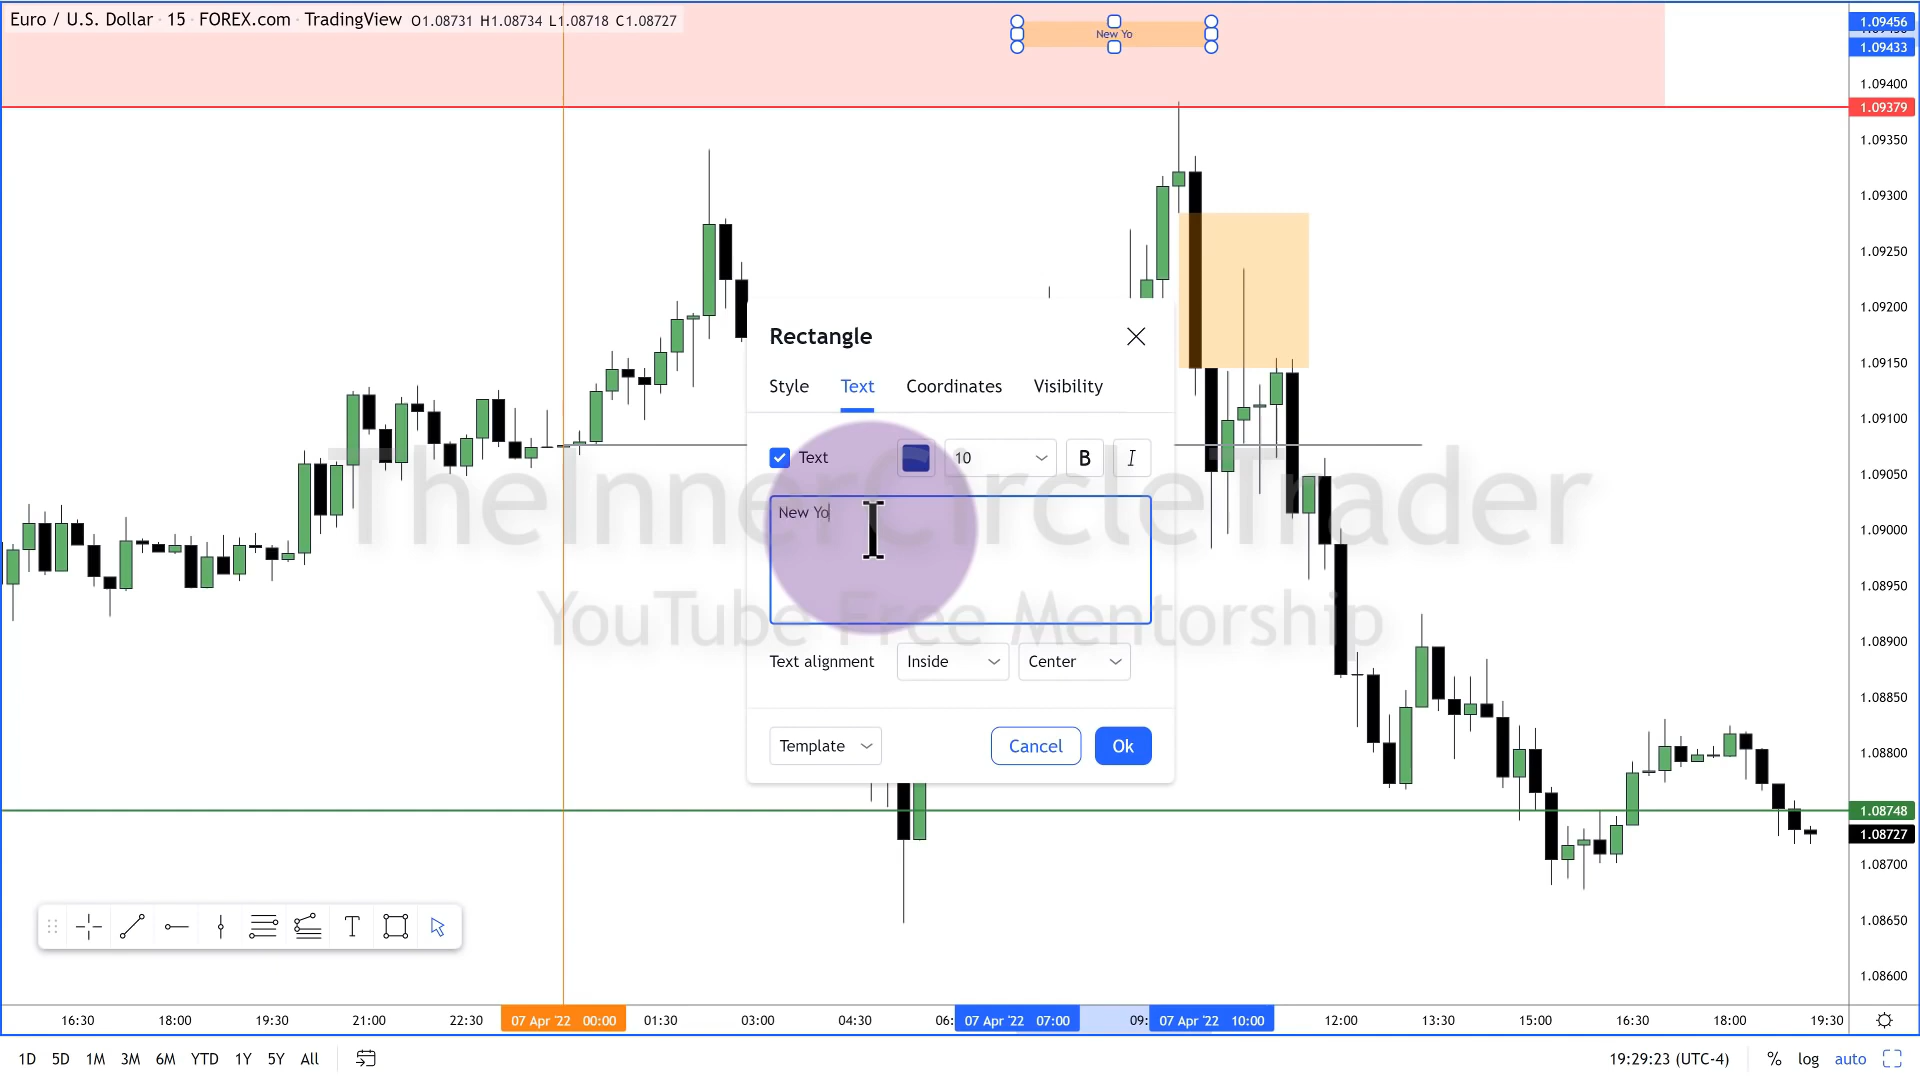 Euro / U.S. Dollar · 15 · FOREX.com · TradingView O1.08731 H1.08734 L1.08718 C1.08727
New Yo
1.09456
1.09433
1.09400
1.09379
1.09350
1.09300
1.09250
1.09200
1.09150
1.09100
1.09050
1.09000
1.08950
1.08900
1.08850
1.08800
1.08748
1.08727
1.08700
1.08650
1.08600
Rectangle
Style Text Coordinates Visibility
Text 10 B I
New Yo
Text alignment Inside Center
Template Cancel Ok
TheInnerCircleTrader
YouTube Free Mentorship
T
16:30 18:00 19:30 21:00 22:30 07 Apr '22 00:00 01:30 03:00 04:30 06: 07 Apr '22 07:00 09: 07 Apr '22 10:00 12:00 13:30 15:00 16:30 18:00 19:30
1D 5D 1M 3M 6M YTD 1Y 5Y All 19:29:23 (UTC-4) % log auto